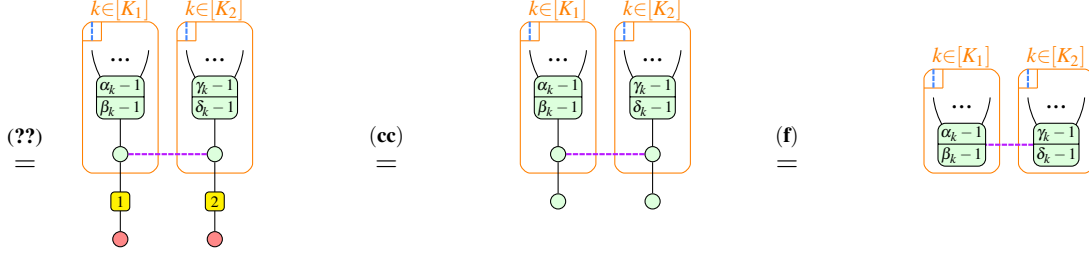 k∈[K₁] k∈[K₂] k∈[K₁] k∈[K₂]
k∈[K₁] k∈[K₂]
... ... ... ...
αₖ − 1 γₖ − 1 αₖ − 1 γₖ − 1
βₖ − 1 δₖ − 1 βₖ − 1 δₖ − 1
... ...
(??) (cc) (f) αₖ − 1 γₖ − 1
= = = βₖ − 1 δₖ − 1
1 2